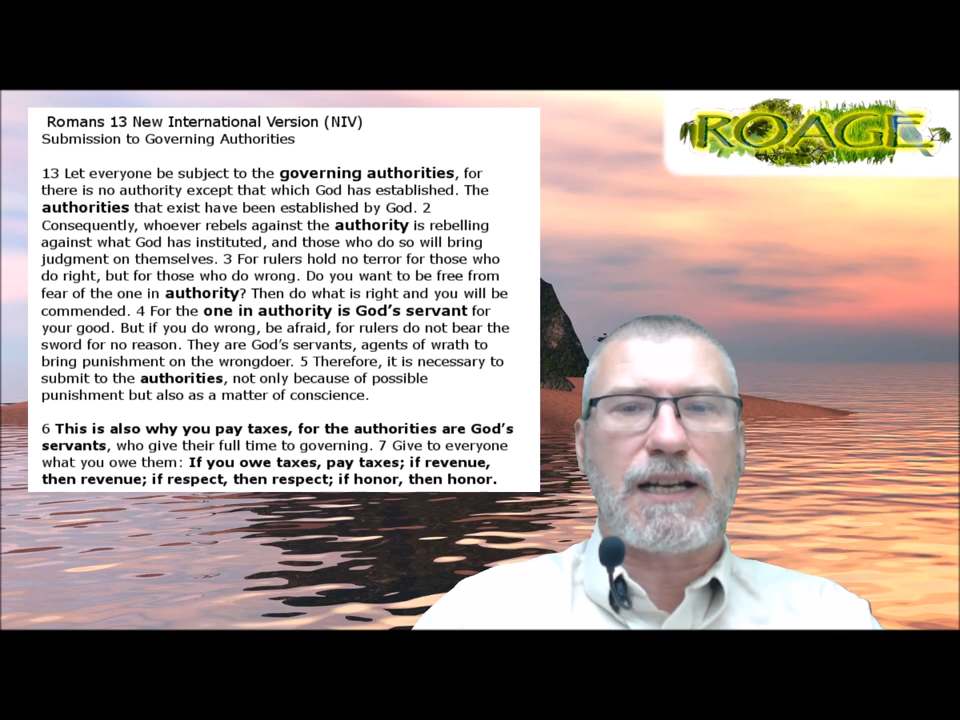 Romans 13 New International Version (NIV)
Submission to Governing Authorities
13 Let everyone be subject to the governing authorities, for
there is no authority except that which God has established. The
authorities that exist have been established by God. 2
Consequently, whoever rebels against the authority is rebelling
against what God has instituted, and those who do so will bring
judgment on themselves. 3 For rulers hold no terror for those who
do right, but for those who do wrong. Do you want to be free from
fear of the one in authority? Then do what is right and you will be
commended. 4 For the one in authority is God’s servant for
your good. But if you do wrong, be afraid, for rulers do not bear the
sword for no reason. They are God’s servants, agents of wrath to
bring punishment on the wrongdoer. 5 Therefore, it is necessary to
submit to the authorities, not only because of possible
punishment but also as a matter of conscience.
6 This is also why you pay taxes, for the authorities are God’s
servants, who give their full time to governing. 7 Give to everyone
what you owe them: If you owe taxes, pay taxes; if revenue,
then revenue; if respect, then respect; if honor, then honor.
ROAGE